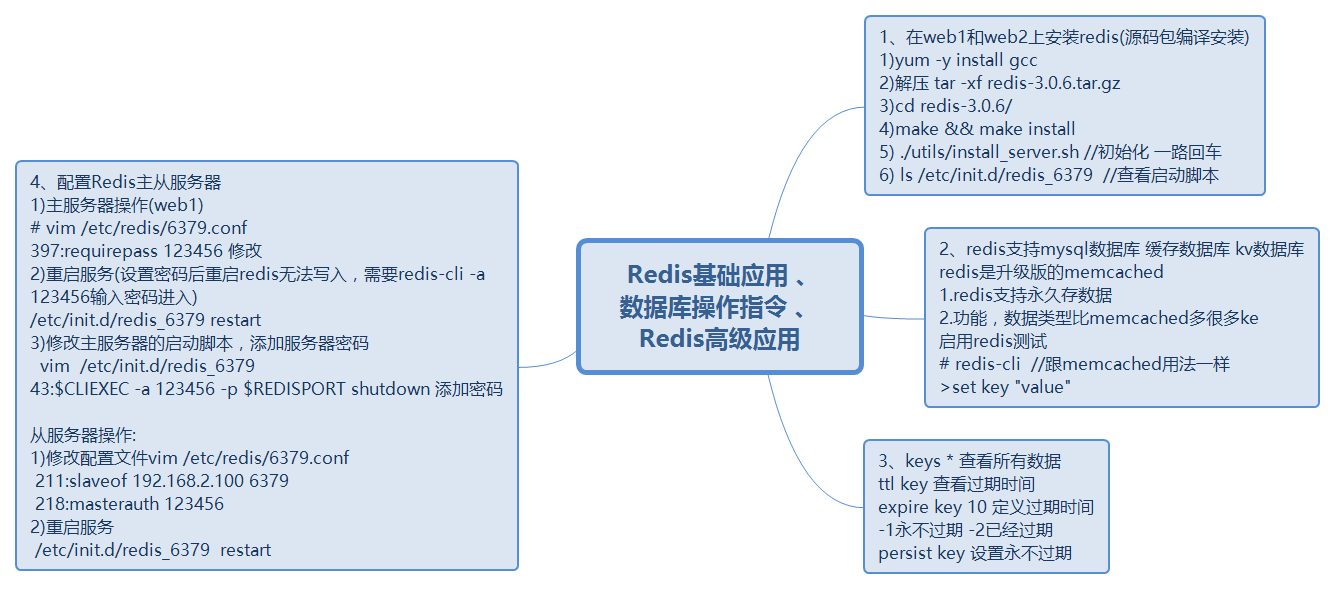 Redis基础应用 、
数据库操作指令 、
Redis高级应用
1、在web1和web2上安装redis(源码包编译安装)
1)yum -y install gcc
2)解压 tar -xf redis-3.0.6.tar.gz
3)cd redis-3.0.6/
4)make && make install
5) ./utils/install_server.sh //初始化 一路回车
6) ls /etc/init.d/redis_6379  //查看启动脚本
2、redis支持mysql数据库 缓存数据库 kv数据库
redis是升级版的memcached
1.redis支持永久存数据
2.功能，数据类型比memcached多很多ke
启用redis测试
# redis-cli  //跟memcached用法一样
>set key "value"
3、keys * 查看所有数据
ttl key 查看过期时间
expire key 10 定义过期时间
-1永不过期 -2已经过期
persist key 设置永不过期
4、配置Redis主从服务器
1)主服务器操作(web1)
# vim /etc/redis/6379.conf
397:requirepass 123456 修改
2)重启服务(设置密码后重启redis无法写入，需要redis-cli -a
123456输入密码进入)
/etc/init.d/redis_6379 restart
3)修改主服务器的启动脚本，添加服务器密码
vim  /etc/init.d/redis_6379
43:$CLIEXEC -a 123456 -p $REDISPORT shutdown 添加密码
从服务器操作:
1)修改配置文件vim /etc/redis/6379.conf
211:slaveof 192.168.2.100 6379
218:masterauth 123456
2)重启服务
/etc/init.d/redis_6379  restart